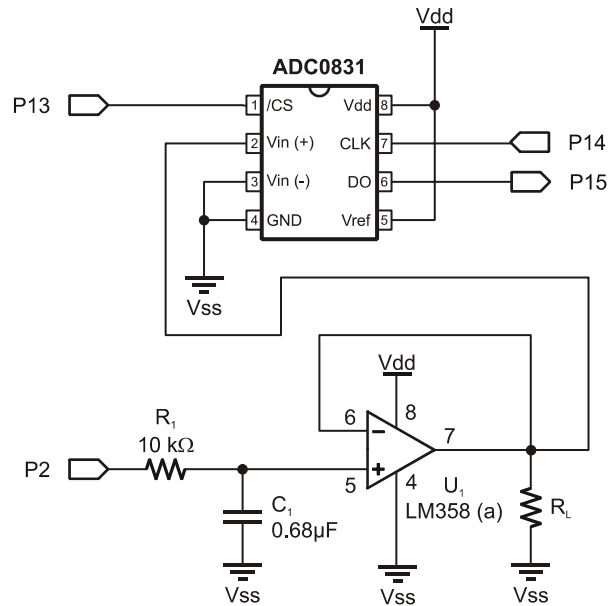 Vdd
ADC0831
P13 1 /CS Vdd 8
2 Vin (+) CLK 7 P14
3 Vin (-) DO 6 P15
4 GND Vref 5
Vss
Vdd
R1
10 kΩ
6 8
7
P2
5 4
U1
LM358 (a)
C1
0.68µF
RL
Vss Vss Vss